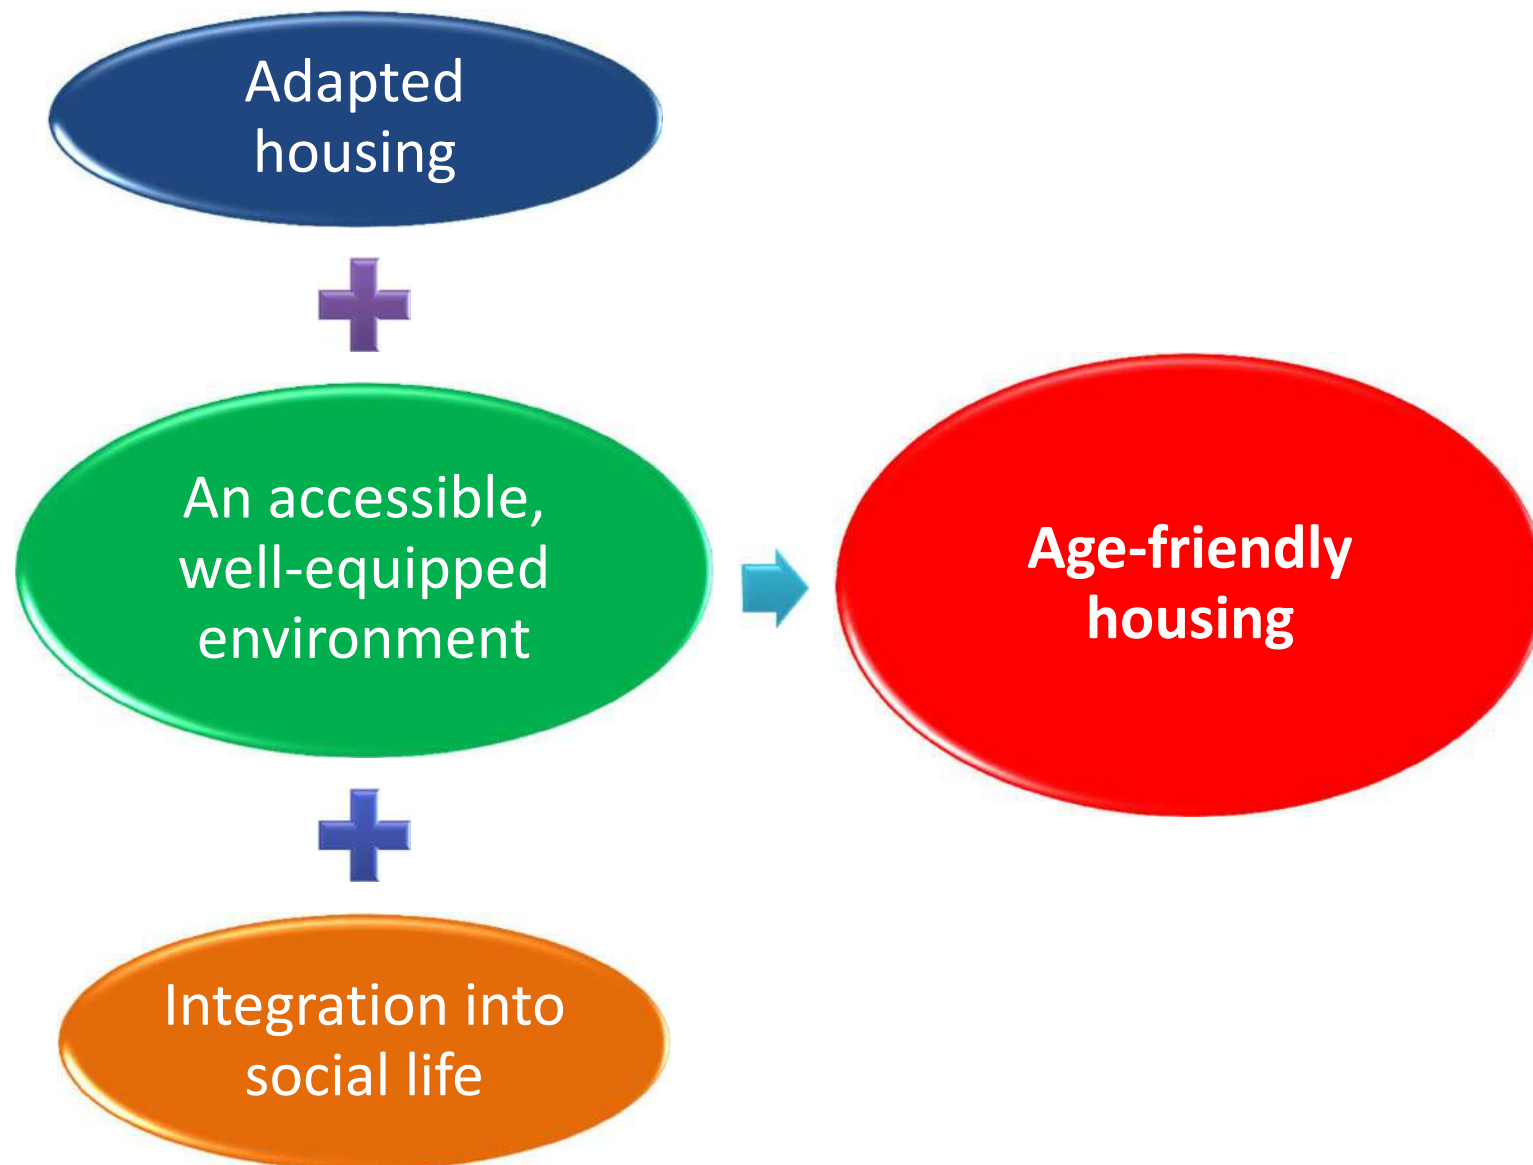 Adapted
housing
An accessible,
well-equipped
environment
Integration into
social life
Age-friendly
housing